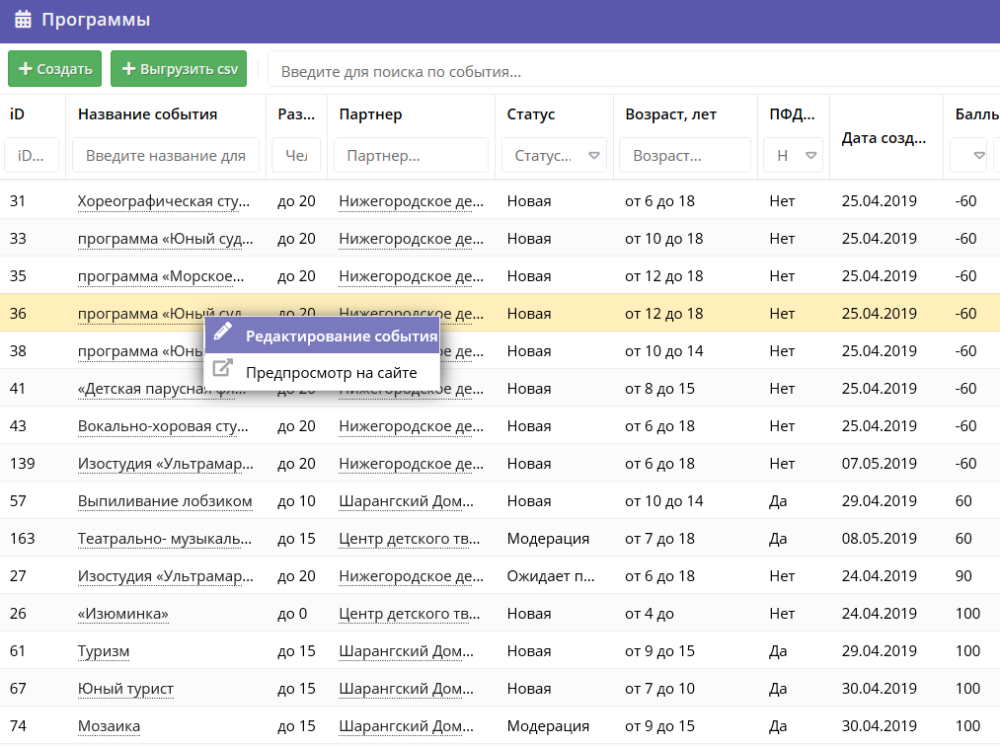 Программы
Создать Выгрузить csv Введите для поиска по события...
iD Название события Раз... Партнер Статус Возраст, лет ПФД... Дата созд... Баллы
iD... Введите название для Чел Партнер... Статус... Возраст... Н
31 Хореографическая сту... до 20 Нижегородское де... Новая от 6 до 18 Нет 25.04.2019 -60
33 программа «Юный суд... до 20 Нижегородское де... Новая от 10 до 18 Нет 25.04.2019 -60
35 программа «Морское... до 20 Нижегородское де... Новая от 12 до 18 Нет 25.04.2019 -60
36 программа «Юный суд... до 20 Нижегородское де... Новая от 12 до 18 Нет 25.04.2019 -60
Редактирование события
38 программа «Юны де... Новая от 10 до 14 Нет 25.04.2019 -60
Предпросмотр на сайте
41 «Детская парусная фл... до 20 Нижегородское де... Новая от 8 до 15 Нет 25.04.2019 -60
43 Вокально-хоровая сту... до 20 Нижегородское де... Новая от 6 до 18 Нет 25.04.2019 -60
139 Изостудия «Ультрамар... до 20 Нижегородское де... Новая от 6 до 18 Нет 07.05.2019 -60
57 Выпиливание лобзиком до 10 Шарангский Дом... Новая от 10 до 14 Да 29.04.2019 60
163 Театрально- музыкаль... до 15 Центр детского тв... Модерация от 7 до 18 Да 08.05.2019 60
27 Изостудия «Ультрамар... до 20 Нижегородское де... Ожидает п... от 6 до 18 Нет 24.04.2019 90
26 «Изюминка» до 0 Центр детского тв... Новая от 4 до Нет 24.04.2019 100
61 Туризм до 15 Шарангский Дом... Новая от 9 до 15 Да 29.04.2019 100
67 Юный турист до 15 Шарангский Дом... Новая от 7 до 10 Да 30.04.2019 100
74 Мозаика до 15 Шарангский Дом... Модерация от 9 до 15 Да 30.04.2019 100